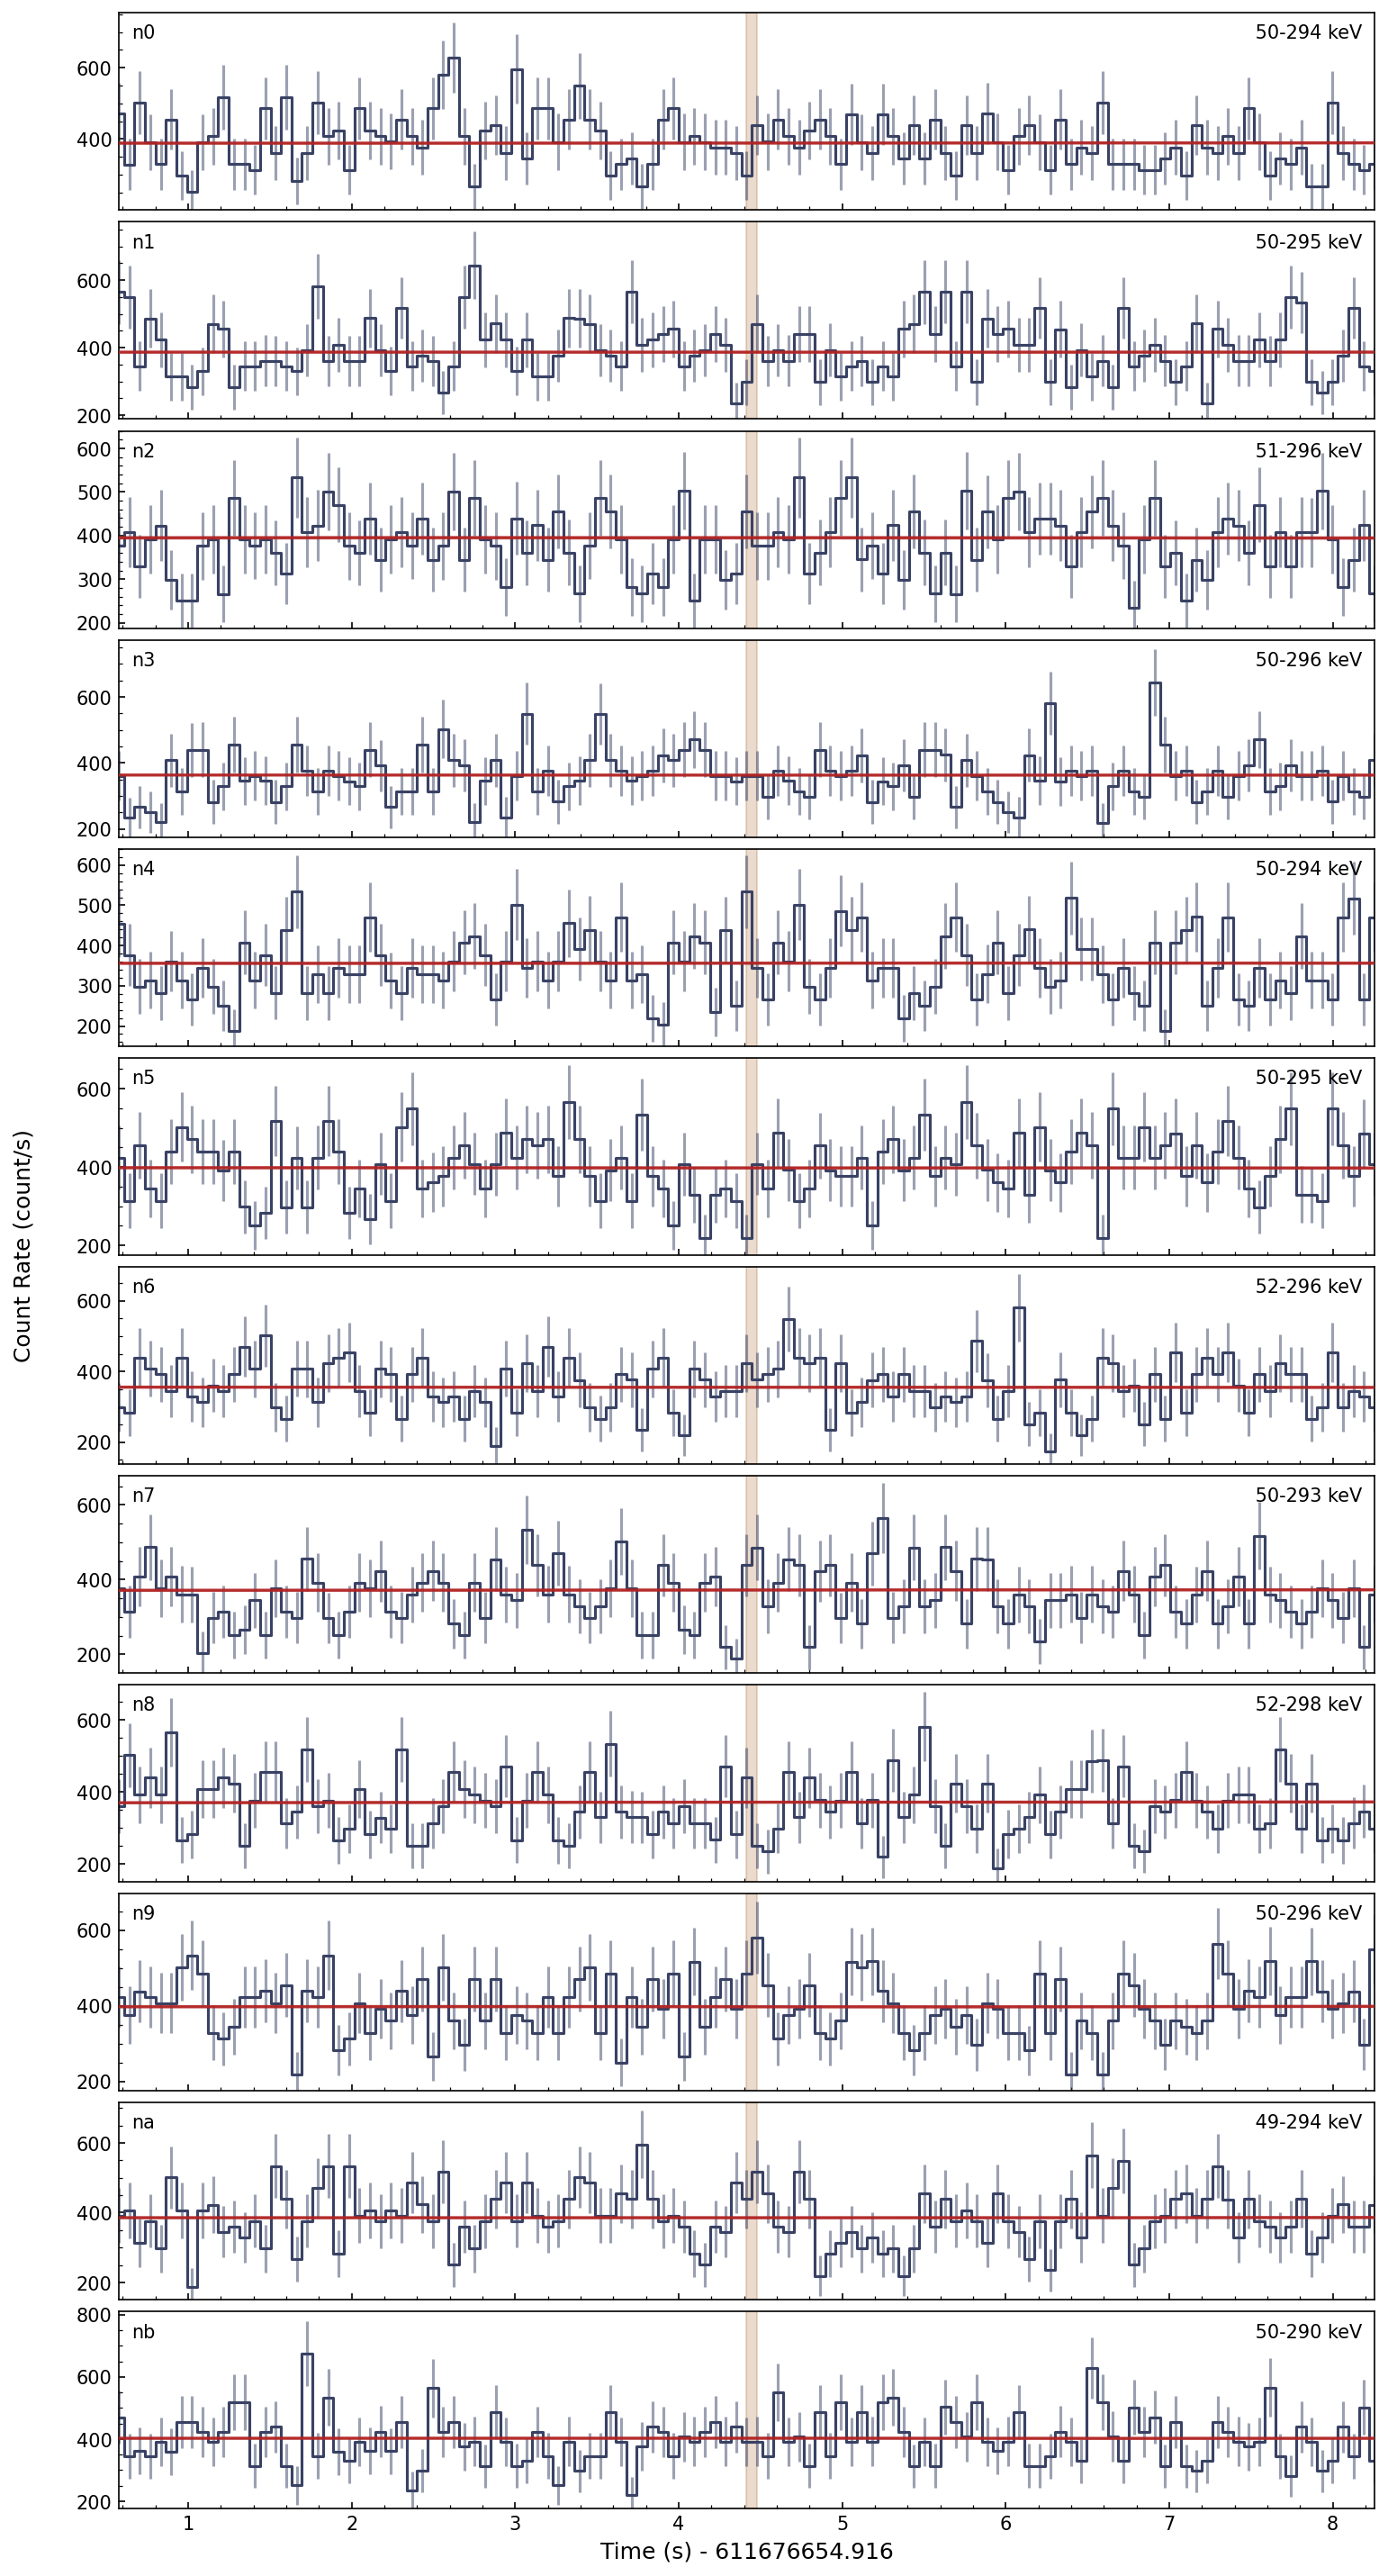 n0 50-294 keV
600
400
n1 50-295 keV
600
400
200
n2 51-296 keV
600
500
400
300
200
n3 50-296 keV
600
400
200
n4 50-294 keV
600
500
400
300
200
n5 50-295 keV
600
400
200
n6 52-296 keV
600
400
200
n7 50-293 keV
600
400
200
n8 52-298 keV
600
400
200
n9 50-296 keV
600
400
200
na 49-294 keV
600
400
200
nb 50-290 keV
800
600
400
200
1 2 3 4 5 6 7 8
Time (s) - 611676654.916
Count Rate (count/s)